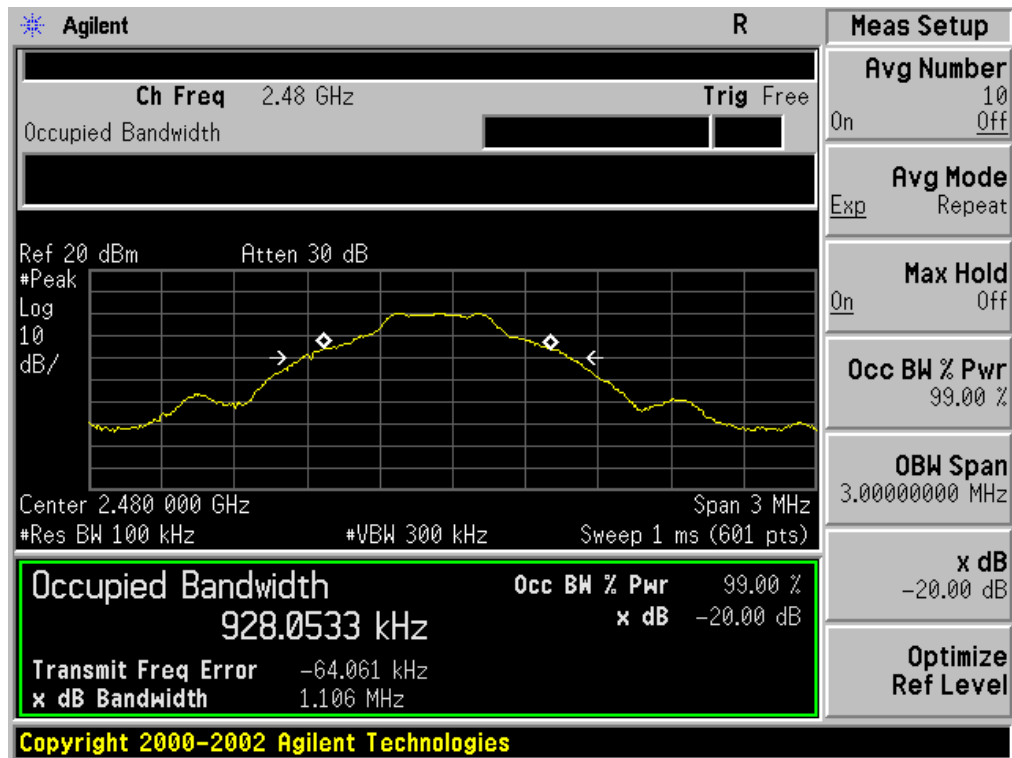 Agilent
R
Meas Setup
Ch Freq 2.48 GHz
Trig Free
Occupied Bandwidth
Avg Number
10
On Off
Avg Mode
Exp Repeat
Max Hold
On Off
Occ BW % Pwr
99.00 %
OBW Span
3.00000000 MHz
x dB
-20.00 dB
Optimize
Ref Level
Ref 20 dBm Atten 30 dB
#Peak
Log
10
dB/
Center 2.480 000 GHz Span 3 MHz
#Res BW 100 kHz #VBW 300 kHz Sweep 1 ms (601 pts)
Occupied Bandwidth
928.0533 kHz
Occ BW % Pwr 99.00 %
x dB -20.00 dB
Transmit Freq Error -64.061 kHz
x dB Bandwidth 1.106 MHz
Copyright 2000-2002 Agilent Technologies